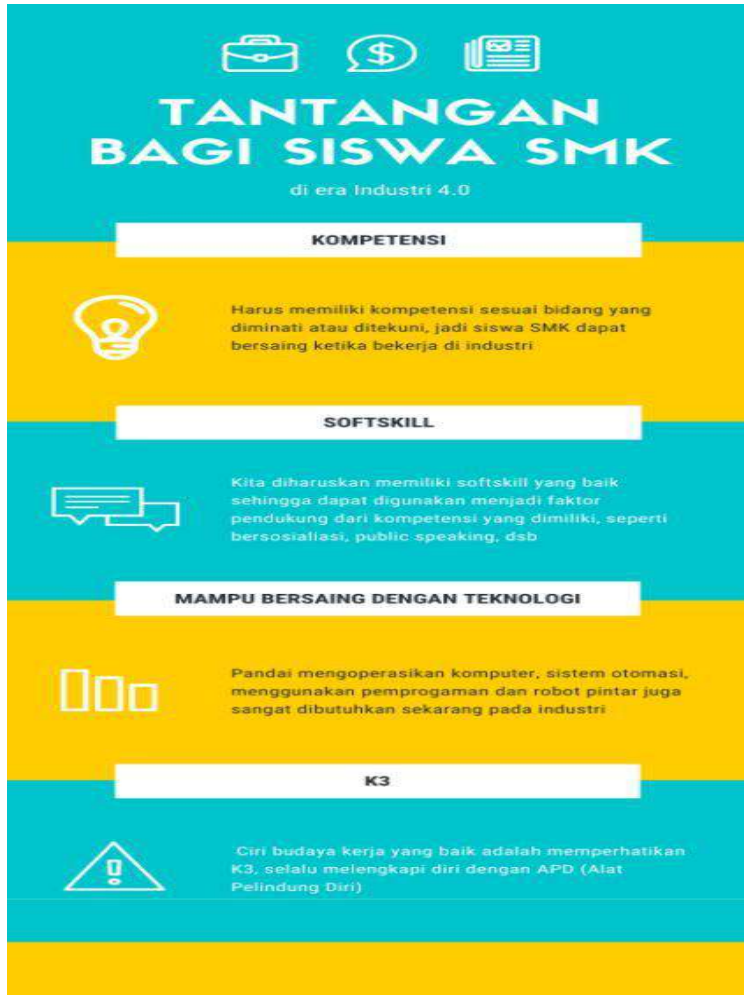 TANTANGAN
BAGI SISWA SMK
di era Industri 4.0
KOMPETENSI
Harus memiliki kompetensi sesuai bidang yang
diminati atau ditekuni, jadi siswa SMK dapat
bersaing ketika bekerja di industri
SOFTSKILL
Kita diharuskan memiliki softskill yang baik
sehingga dapat digunakan menjadi faktor
pendukung dari kompetensi yang dimiliki, seperti
bersosialiasi, public speaking, dsb
MAMPU BERSAING DENGAN TEKNOLOGI
Pandai mengoperasikan komputer, sistem otomasi,
menggunakan pemprogaman dan robot pintar juga
sangat dibutuhkan sekarang pada industri
K3
Ciri budaya kerja yang baik adalah memperhatikan
K3, selalu melengkapi diri dengan APD (Alat
Pelindung Diri)